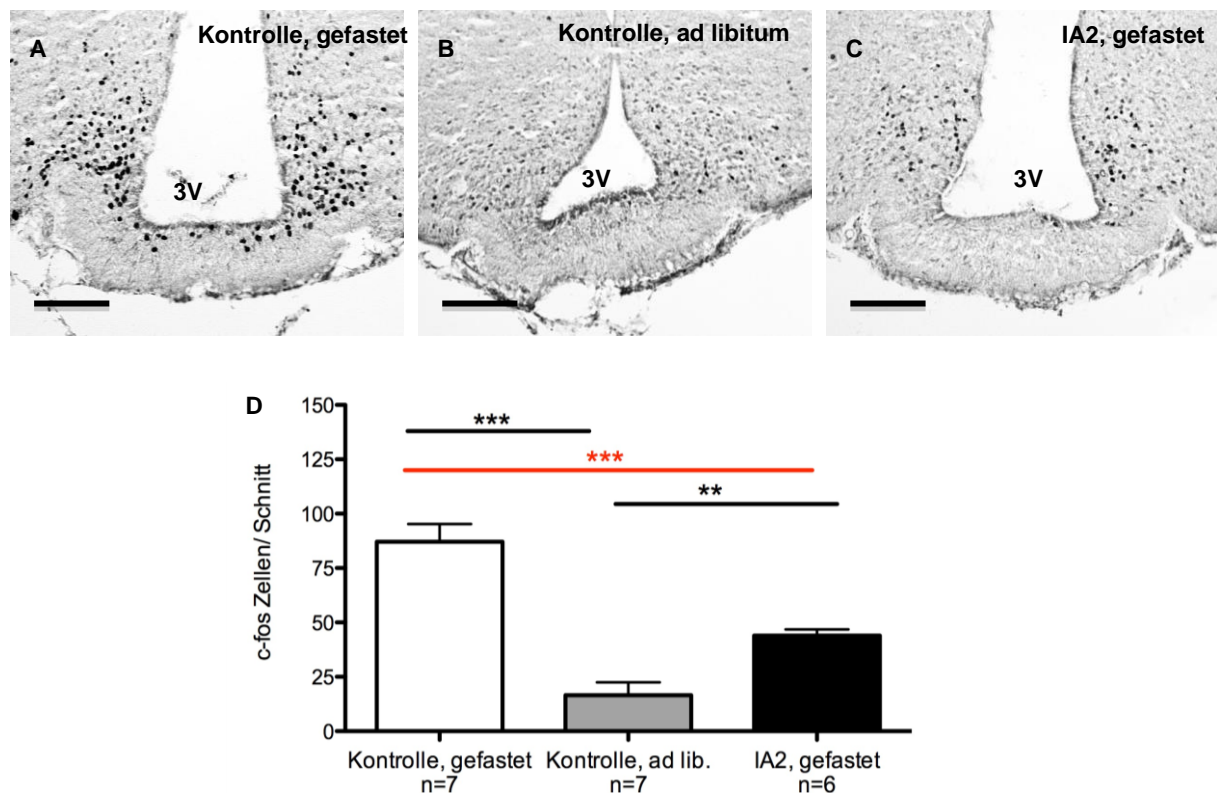 A
Kontrolle, gefastet
B
Kontrolle, ad libitum
C
IA2, gefastet
3V
3V
3V
D
150
***
125
***
**
100
75
50
25
0
c-fos Zellen/ Schnitt
Kontrolle, gefastet
n=7
Kontrolle, ad lib.
n=7
IA2, gefastet
n=6